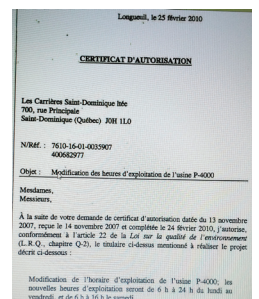 Longueuil, le 25 février 2010
CERTIFICAT D'AUTORISATION
Les Carrières Saint-Dominique ltée
700, rue Principale
Saint-Dominique (Québec) J0H 1L0
N/Réf. : 7610-16-01-0035907
400682977
Objet : Modification des heures d'exploitation de l'usine P-4000
Mesdames,
Messieurs,
À la suite de votre demande de certificat d'autorisation datée du 13 novembre
2007, reçue le 14 novembre 2007 et complétée le 24 février 2010, j'autorise,
conformément à l'article 22 de la Loi sur la qualité de l'environnement
(L.R.Q., chapitre Q-2), le titulaire ci-dessus mentionné à réaliser le projet
décrit ci-dessous :
Modification de l'horaire d'exploitation de l'usine P-4000; les
nouvelles heures d'exploitation seront de 6 h à 24 h du lundi au
vendredi, et de 6 h à 16 h le samedi.